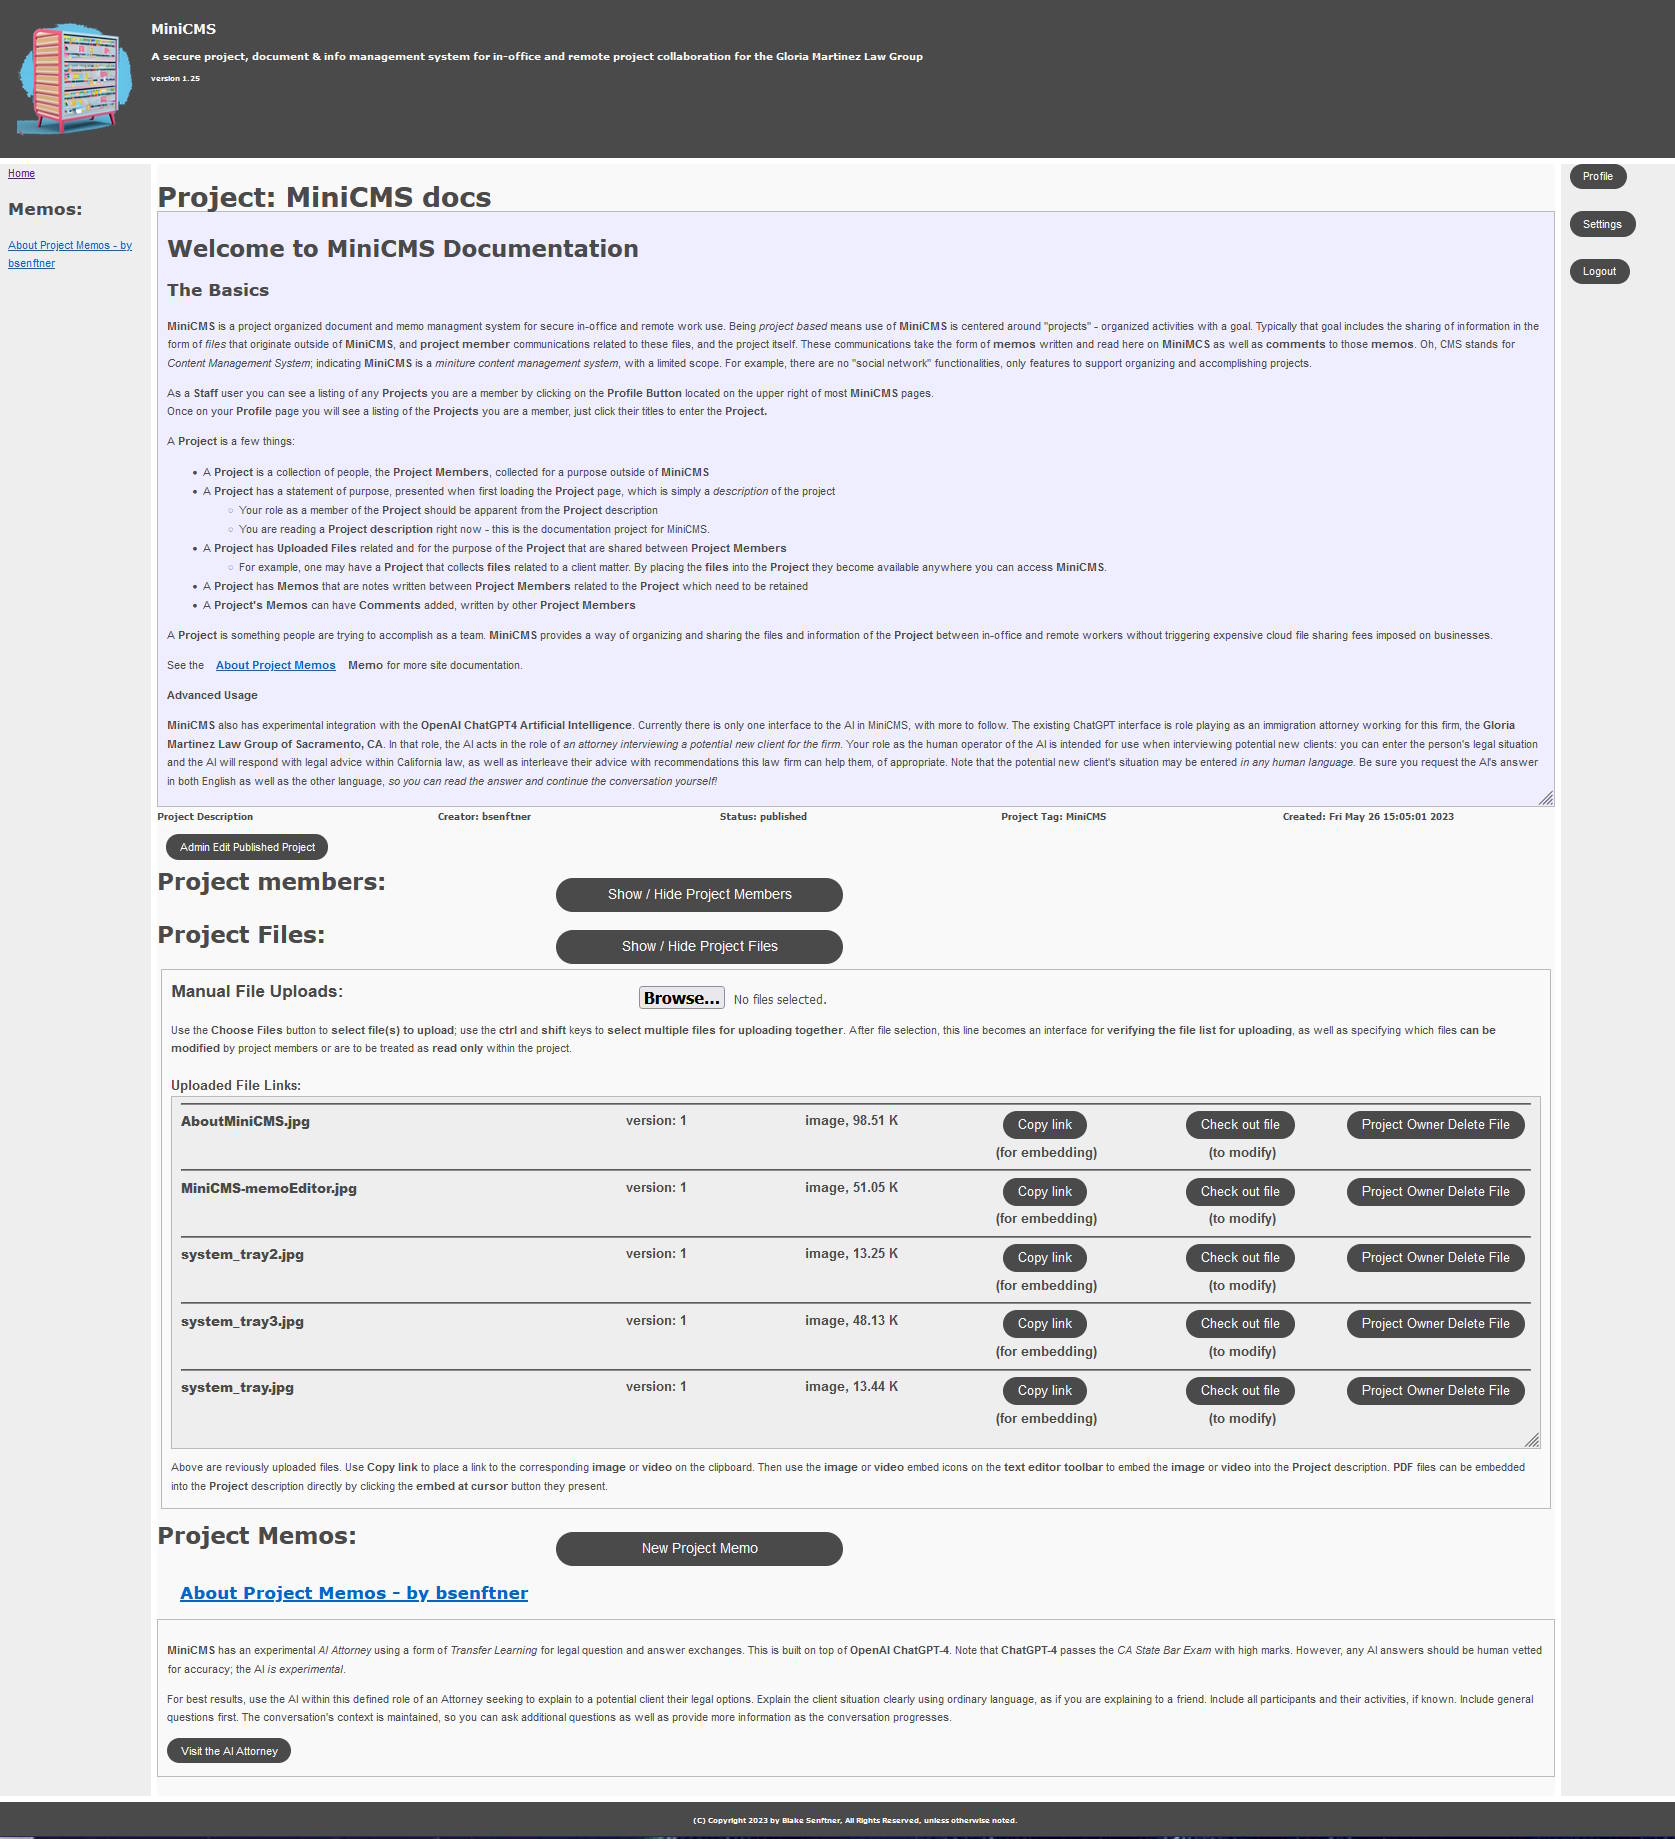 MiniCMS
A secure project, document & info management system for in-office and remote project collaboration for the Gloria Martinez Law Group
version 1.25
Home
Memos:
About Project Memos - by
bsenftner
Profile
Settings
Logout
Project: MiniCMS docs
Welcome to MiniCMS Documentation
The Basics
MiniCMS is a project organized document and memo managment system for secure in-office and remote work use. Being project based means use of MiniCMS is centered around "projects" - organized activities with a goal. Typically that goal includes the sharing of information in the
form of files that originate outside of MiniCMS, and project member communications related to these files, and the project itself. These communications take the form of memos written and read here on MiniMCS as well as comments to those memos. Oh, CMS stands for
Content Management System; indicating MiniCMS is a miniture content management system, with a limited scope. For example, there are no "social network" functionalities, only features to support organizing and accomplishing projects.
As a Staff user you can see a listing of any Projects you are a member by clicking on the Profile Button located on the upper right of most MiniCMS pages.
Once on your Profile page you will see a listing of the Projects you are a member, just click their titles to enter the Project.
A Project is a few things:
• A Project is a collection of people, the Project Members, collected for a purpose outside of MiniCMS
• A Project has a statement of purpose, presented when first loading the Project page, which is simply a description of the project
○ Your role as a member of the Project should be apparent from the Project description
○ You are reading a Project description right now - this is the documentation project for MiniCMS.
• A Project has Uploaded Files related and for the purpose of the Project that are shared between Project Members
○ For example, one may have a Project that collects files related to a client matter. By placing the files into the Project they become available anywhere you can access MiniCMS.
• A Project has Memos that are notes written between Project Members related to the Project which need to be retained
• A Project's Memos can have Comments added, written by other Project Members
A Project is something people are trying to accomplish as a team. MiniCMS provides a way of organizing and sharing the files and information of the Project between in-office and remote workers without triggering expensive cloud file sharing fees imposed on businesses.
See the About Project Memos Memo for more site documentation.
Advanced Usage
MiniCMS also has experimental integration with the OpenAI ChatGPT4 Artificial Intelligence. Currently there is only one interface to the AI in MiniCMS, with more to follow. The existing ChatGPT interface is role playing as an immigration attorney working for this firm, the Gloria
Martinez Law Group of Sacramento, CA. In that role, the AI acts in the role of an attorney interviewing a potential new client for the firm. Your role as the human operator of the AI is intended for use when interviewing potential new clients: you can enter the person's legal situation
and the AI will respond with legal advice within California law, as well as interleave their advice with recommendations this law firm can help them, of appropriate. Note that the potential new client's situation may be entered in any human language. Be sure you request the AI's answer
in both English as well as the other language, so you can read the answer and continue the conversation yourself!
Project Description Creator: bsenftner Status: published Project Tag: MiniCMS Created: Fri May 26 15:05:01 2023
Admin Edit Published Project
Project members: Show / Hide Project Members
Project Files: Show / Hide Project Files
Manual File Uploads: Browse... No files selected.
Use the Choose Files button to select file(s) to upload; use the ctrl and shift keys to select multiple files for uploading together. After file selection, this line becomes an interface for verifying the file list for uploading, as well as specifying which files can be
modified by project members or are to be treated as read only within the project.
Uploaded File Links:
AboutMiniCMS.jpg version: 1 image, 98.51 K Copy link Check out file Project Owner Delete File
(for embedding) (to modify)
MiniCMS-memoEditor.jpg version: 1 image, 51.05 K Copy link Check out file Project Owner Delete File
(for embedding) (to modify)
system_tray2.jpg version: 1 image, 13.25 K Copy link Check out file Project Owner Delete File
(for embedding) (to modify)
system_tray3.jpg version: 1 image, 48.13 K Copy link Check out file Project Owner Delete File
(for embedding) (to modify)
system_tray.jpg version: 1 image, 13.44 K Copy link Check out file Project Owner Delete File
(for embedding) (to modify)
Above are reviously uploaded files. Use Copy link to place a link to the corresponding image or video on the clipboard. Then use the image or video embed icons on the text editor toolbar to embed the image or video into the Project description. PDF files can be embedded
into the Project description directly by clicking the embed at cursor button they present.
Project Memos: New Project Memo
About Project Memos - by bsenftner
MiniCMS has an experimental AI Attorney using a form of Transfer Learning for legal question and answer exchanges. This is built on top of OpenAI ChatGPT-4. Note that ChatGPT-4 passes the CA State Bar Exam with high marks. However, any AI answers should be human vetted
for accuracy; the AI is experimental.
For best results, use the AI within this defined role of an Attorney seeking to explain to a potential client their legal options. Explain the client situation clearly using ordinary language, as if you are explaining to a friend. Include all participants and their activities, if known. Include general
questions first. The conversation's context is maintained, so you can ask additional questions as well as provide more information as the conversation progresses.
Visit the AI Attorney
(C) Copyright 2023 by Blake Senftner, All Rights Reserved, unless otherwise noted.